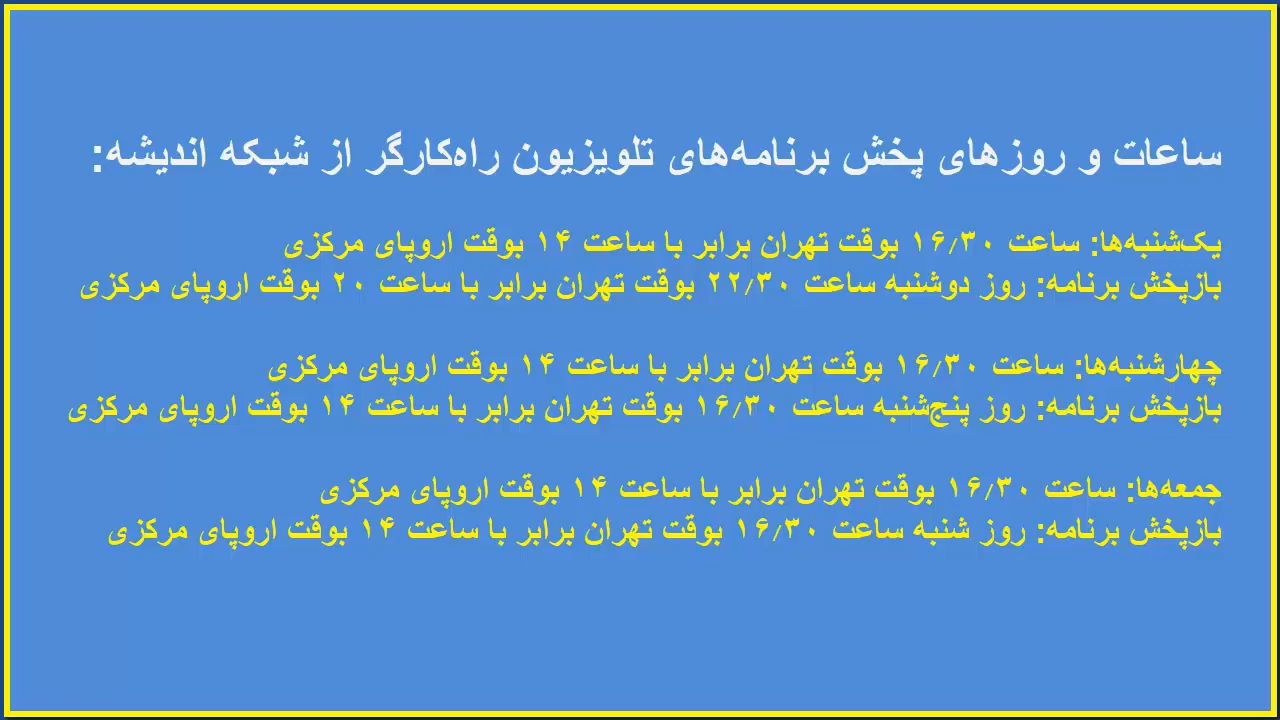 ساعات و روزهای پخش برنامه‌های تلویزیون راه‌کارگر از شبکه اندیشه:
یک‌شنبه‌ها: ساعت ۱۶٫۳۰ بوقت تهران برابر با ساعت ۱۴ بوقت اروپای مرکزی
بازپخش برنامه: روز دوشنبه ساعت ۲۲٫۳۰ بوقت تهران برابر با ساعت ۲۰ بوقت اروپای مرکزی
چهارشنبه‌ها: ساعت ۱۶٫۳۰ بوقت تهران برابر با ساعت ۱۴ بوقت اروپای مرکزی
بازپخش برنامه: روز پنج‌شنبه ساعت ۱۶٫۳۰ بوقت تهران برابر با ساعت ۱۴ بوقت اروپای مرکزی
جمعه‌ها: ساعت ۱۶٫۳۰ بوقت تهران برابر با ساعت ۱۴ بوقت اروپای مرکزی
بازپخش برنامه: روز شنبه ساعت ۱۶٫۳۰ بوقت تهران برابر با ساعت ۱۴ بوقت اروپای مرکزی